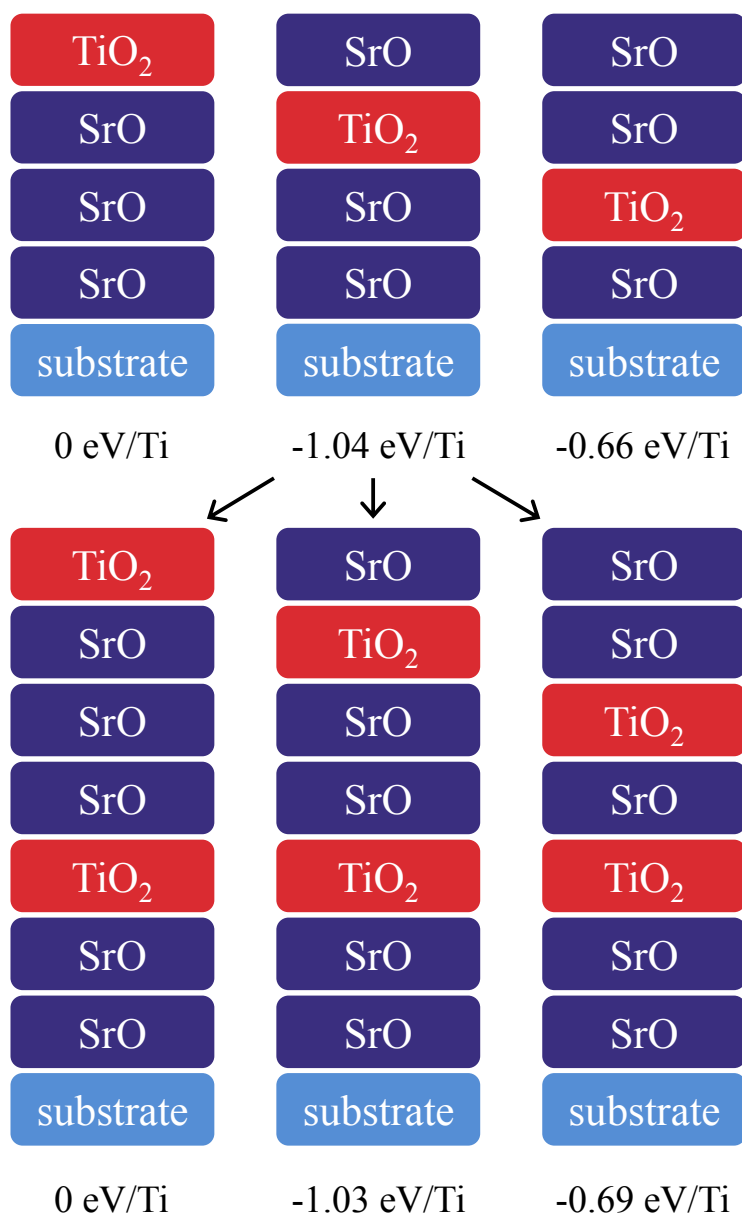 TiO₂ SrO SrO
SrO TiO₂ SrO
SrO SrO TiO₂
SrO SrO SrO
substrate substrate substrate
0 eV/Ti -1.04 eV/Ti -0.66 eV/Ti
TiO₂ SrO SrO
SrO TiO₂ SrO
SrO SrO TiO₂
SrO SrO SrO
TiO₂ TiO₂ TiO₂
SrO SrO SrO
SrO SrO SrO
substrate substrate substrate
0 eV/Ti -1.03 eV/Ti -0.69 eV/Ti